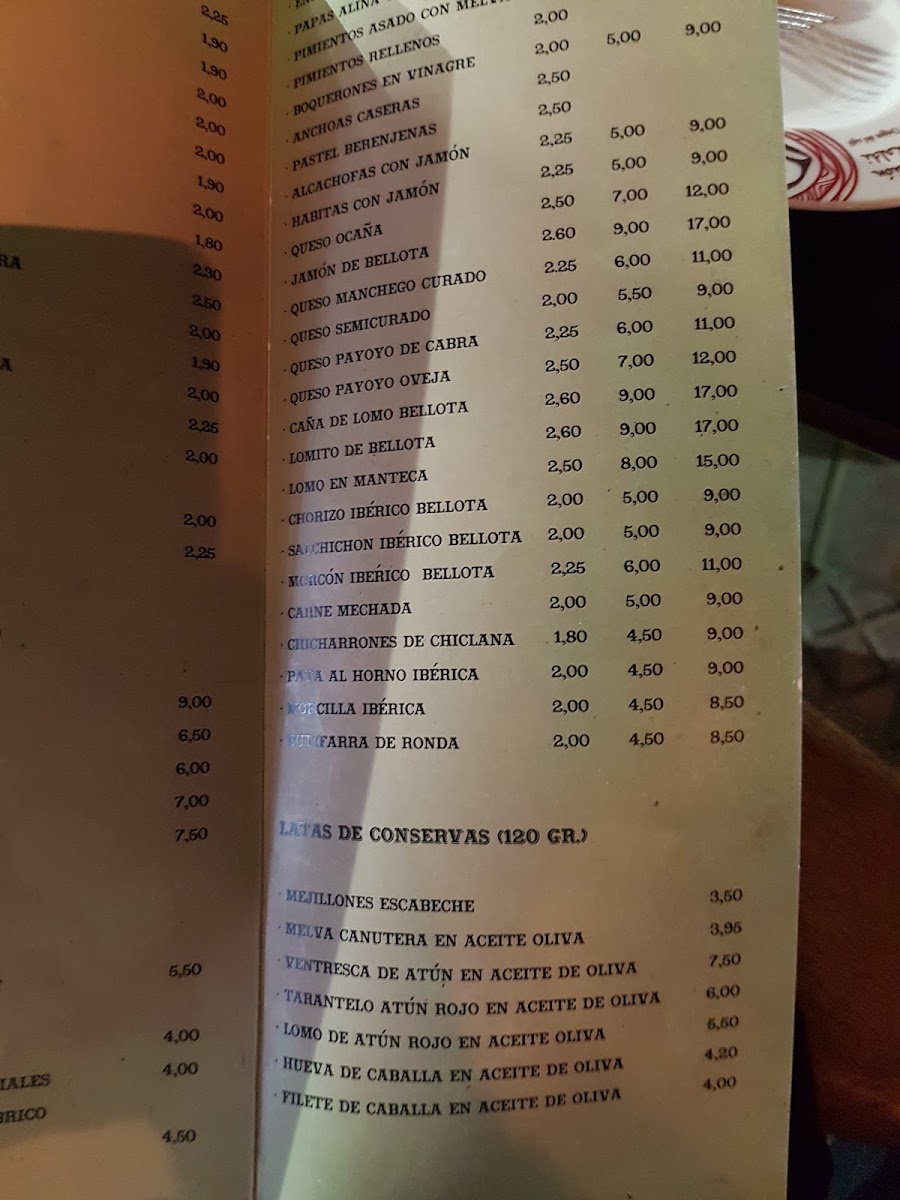 2,25
1,90
1,90
2,00
2,00
2,00
1,90
2,00
RA 1,80
2,30
2,50
2,00
A 1,90
2,00
2,25
2,00
2,00
2,25
9,00
6,50
6,00
7,00
7,50
5,50
4,00
IALES 4,00
BRICO
4,50
· PAPAS ALIÑA
· PIMIENTOS ASADO CON MELVA
· PIMIENTOS RELLENOS 2,00
· BOQUERONES EN VINAGRE 2,00 5,00 9,00
· ANCHOAS CASERAS 2,50
· PASTEL BERENJENAS 2,50
· ALCACHOFAS CON JAMÓN 2,25 5,00 9,00
· HABITAS CON JAMÓN 2,25 5,00 9,00
· QUESO OCAÑA 2,50 7,00 12,00
· JAMÓN DE BELLOTA 2.60 9,00 17,00
· QUESO MANCHEGO CURADO 2.25 6,00 11,00
· QUESO SEMICURADO 2,00 5,50 9,00
· QUESO PAYOYO DE CABRA 2,25 6,00 11,00
· QUESO PAYOYO OVEJA 2,50 7,00 12,00
· CAÑA DE LOMO BELLOTA 2,60 9,00 17,00
· LOMITO DE BELLOTA 2,60 9,00 17,00
· LOMO EN MANTECA 2,50 8,00 15,00
· CHORIZO IBÉRICO BELLOTA 2,00 5,00 9,00
· SALCHICHON IBÉRICO BELLOTA 2,00 5,00 9,00
· MORCÓN IBERICO BELLOTA 2,25 6,00 11,00
· CARNE MECHADA 2,00 5,00 9,00
· CHICHARRONES DE CHICLANA 1,80 4,50 9,00
· PATA AL HORNO IBÉRICA 2,00 4,50 9,00
· MORCILLA IBÉRICA 2,00 4,50 8,50
· BUTIFARRA DE RONDA 2,00 4,50 8,50
LATAS DE CONSERVAS (120 GR.)
· MEJILLONES ESCABECHE 3,50
· MELVA CANUTERA EN ACEITE OLIVA 3,95
· VENTRESCA DE ATÚN EN ACEITE DE OLIVA 7,50
· TARANTELO ATÚN ROJO EN ACEITE DE OLIVA 6,00
· LOMO DE ATÚN ROJO EN ACEITE OLIVA 5,50
· HUEVA DE CABALLA EN ACEITE DE OLIVA 4,20
· FILETE DE CABALLA EN ACEITE DE OLIVA 4,00